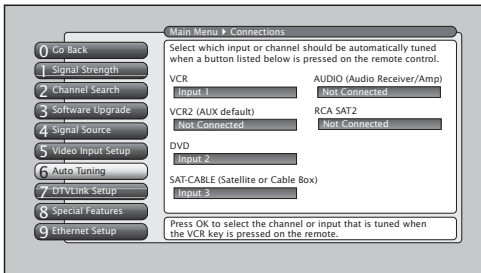 Main Menu Connections
0 Go Back
1 Signal Strength
2 Channel Search
3 Software Upgrade
4 Signal Source
5 Video Input Setup
6 Auto Tuning
7 DTVLink Setup
8 Special Features
9 Ethernet Setup
Select which input or channel should be automatically tuned
when a button listed below is pressed on the remote control.
VCR
Input 1
VCR2 (AUX default)
Not Connected
DVD
Input 2
SAT-CABLE (Satellite or Cable Box)
Input 3
AUDIO (Audio Receiver/Amp)
Not Connected
RCA SAT2
Not Connected
Press OK to select the channel or input that is tuned when
the VCR key is pressed on the remote.